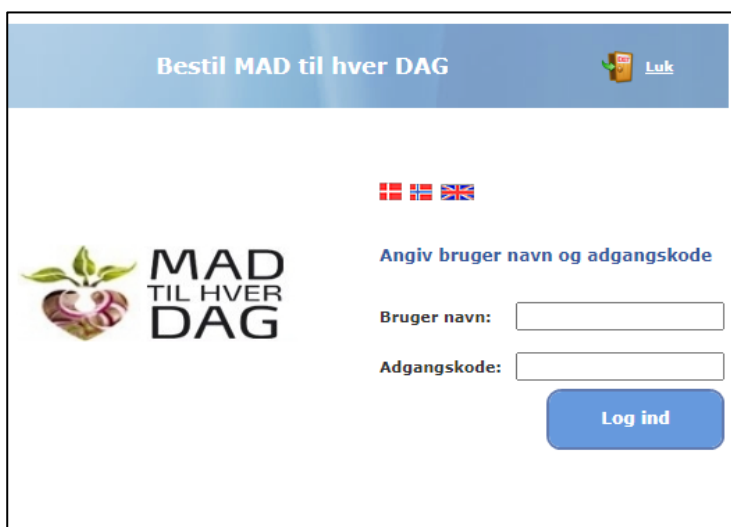 Bestil MAD til hver DAG
Luk
MAD
TIL HVER
DAG
Angiv bruger navn og adgangskode
Bruger navn:
Adgangskode:
Log ind